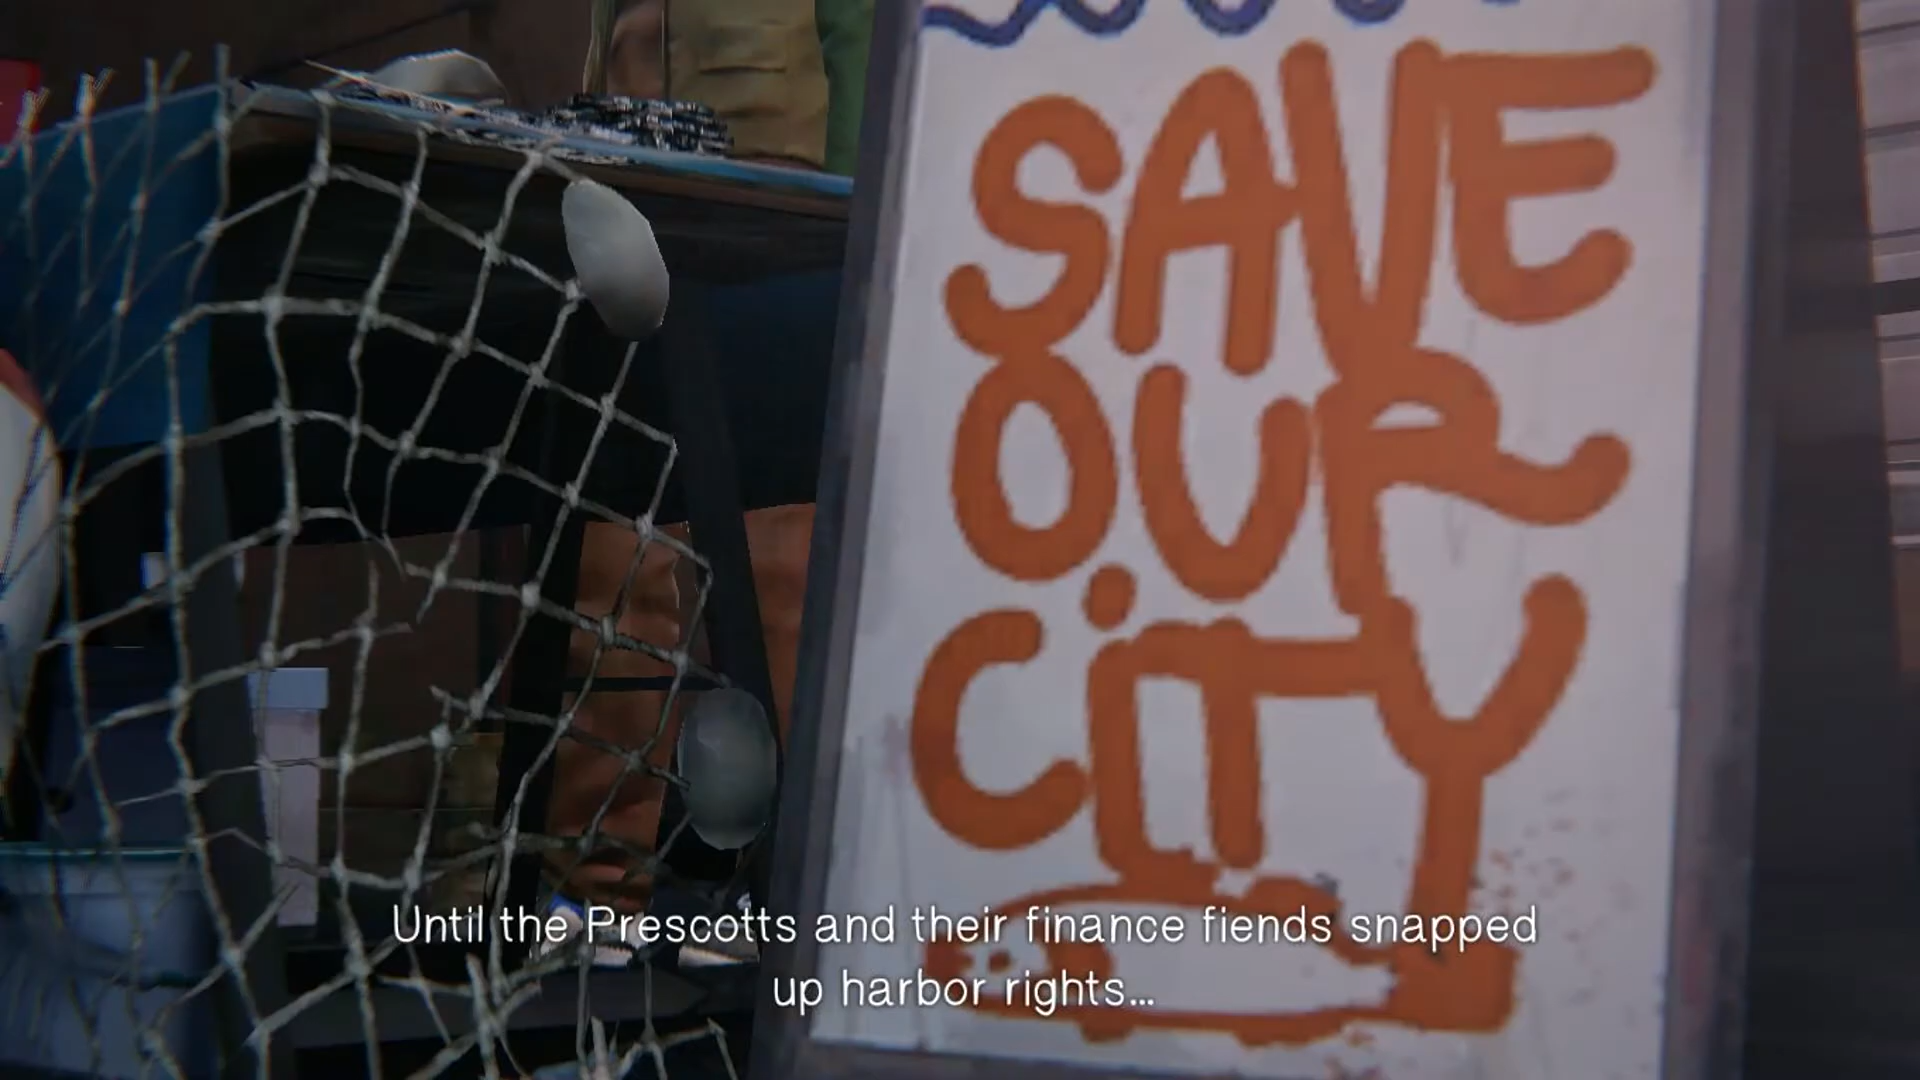 SAVE
OUR
CITY
Until the Prescotts and their finance fiends snapped
up harbor rights...